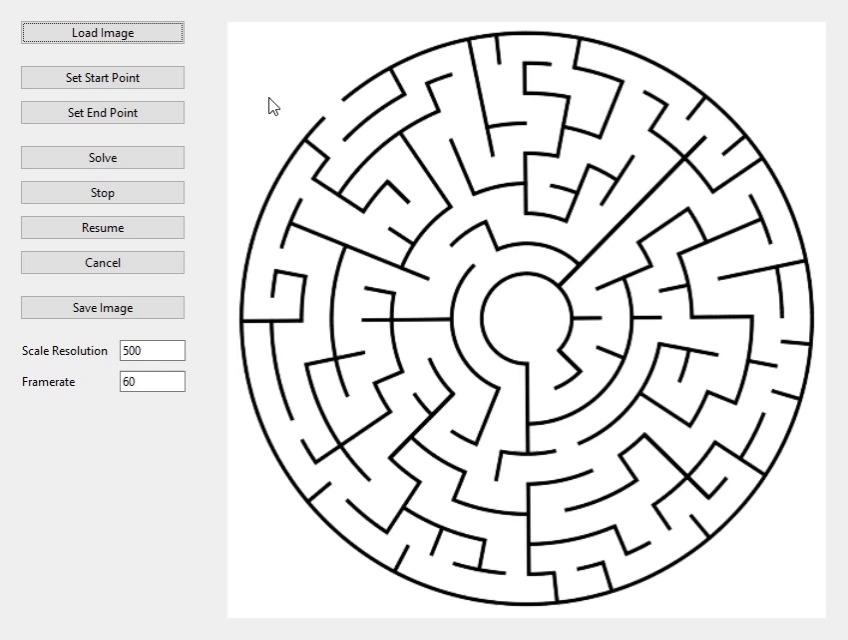 Load Image
Set Start Point
Set End Point
Solve
Stop
Resume
Cancel
Save Image
Scale Resolution 500
Framerate 60